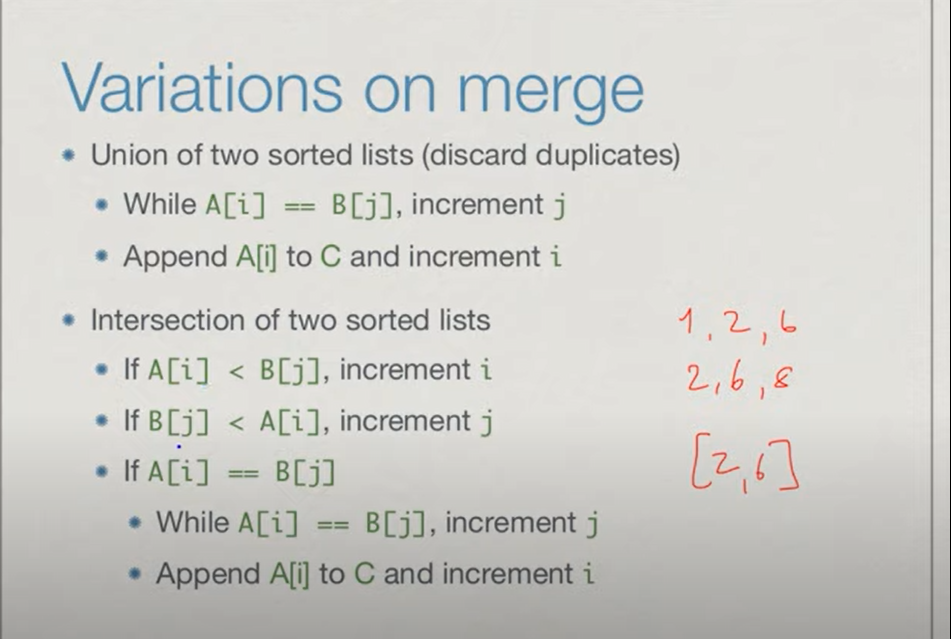 Variations on merge
Union of two sorted lists (discard duplicates)
While A[i] == B[j], increment j
Append A[i] to C and increment i
Intersection of two sorted lists
If A[i] < B[j], increment i
If B[j] < A[i], increment j
If A[i] == B[j]
While A[i] == B[j], increment j
Append A[i] to C and increment i
1, 2, 6
2, 6, 8
[2, 6]